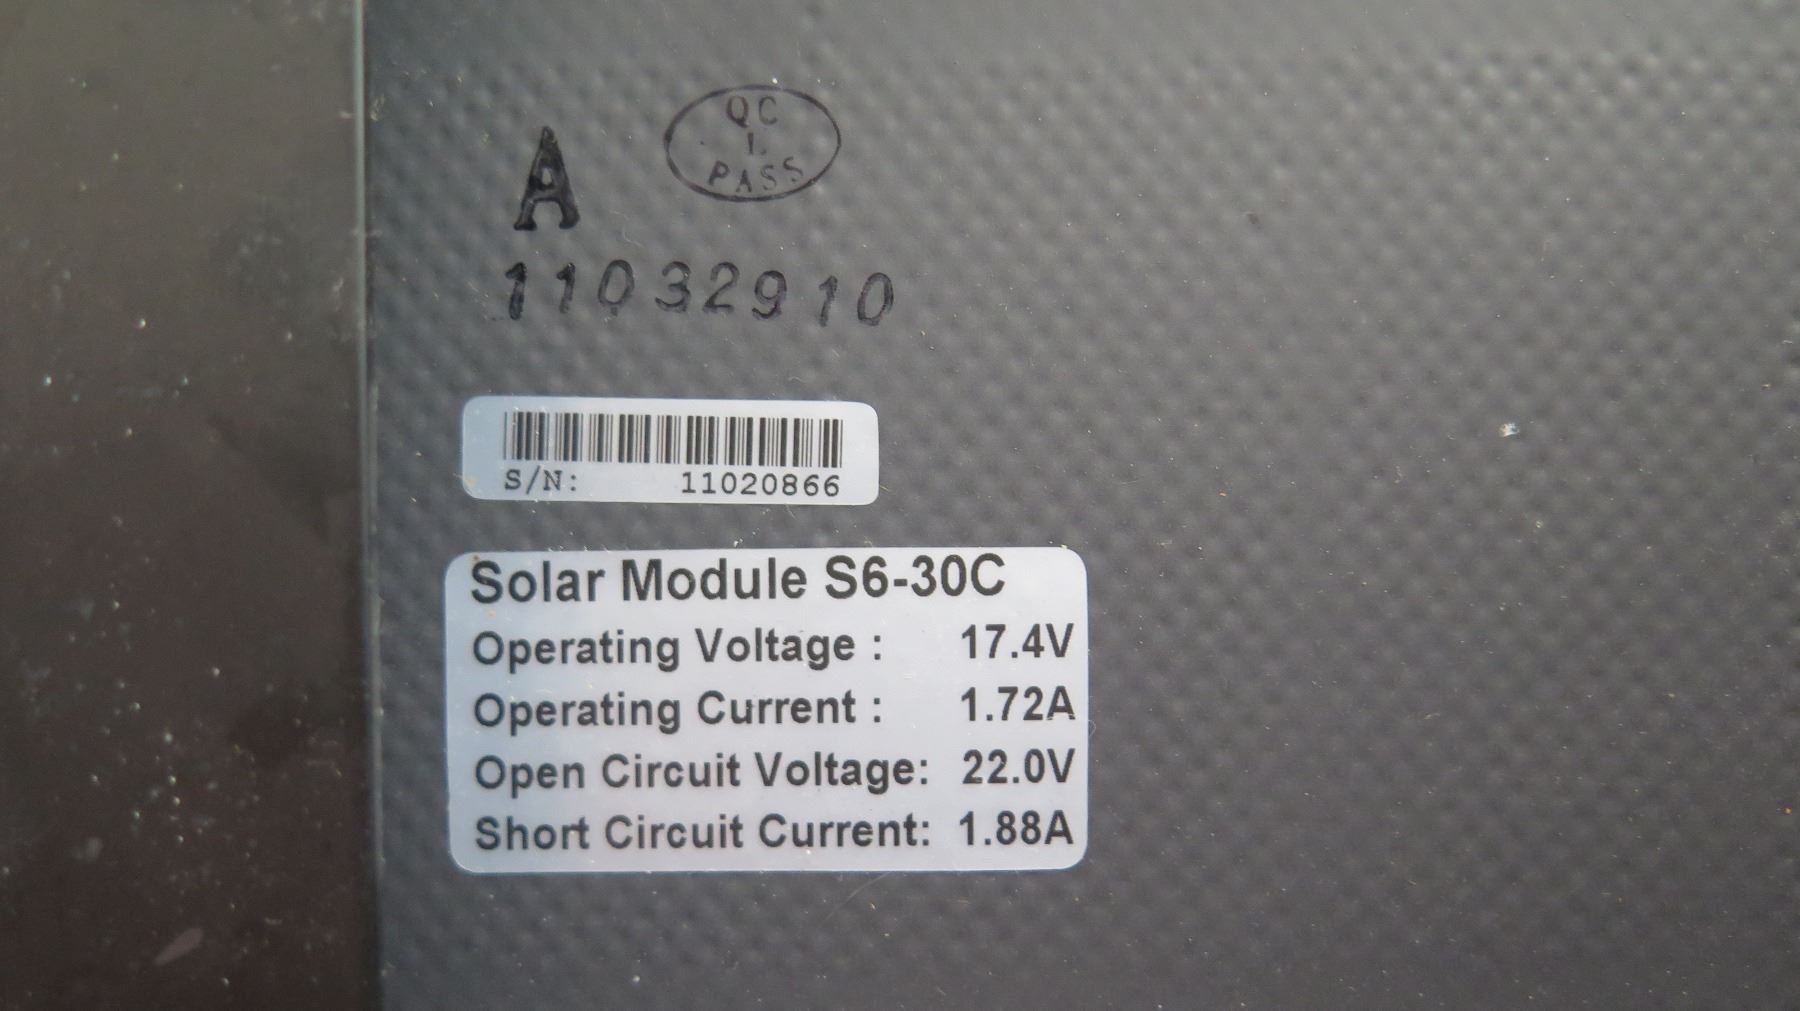 QC
1.
PASS
A
11032910
S/N: 11020866
Solar Module S6-30C
Operating Voltage : 17.4V
Operating Current : 1.72A
Open Circuit Voltage: 22.0V
Short Circuit Current: 1.88A